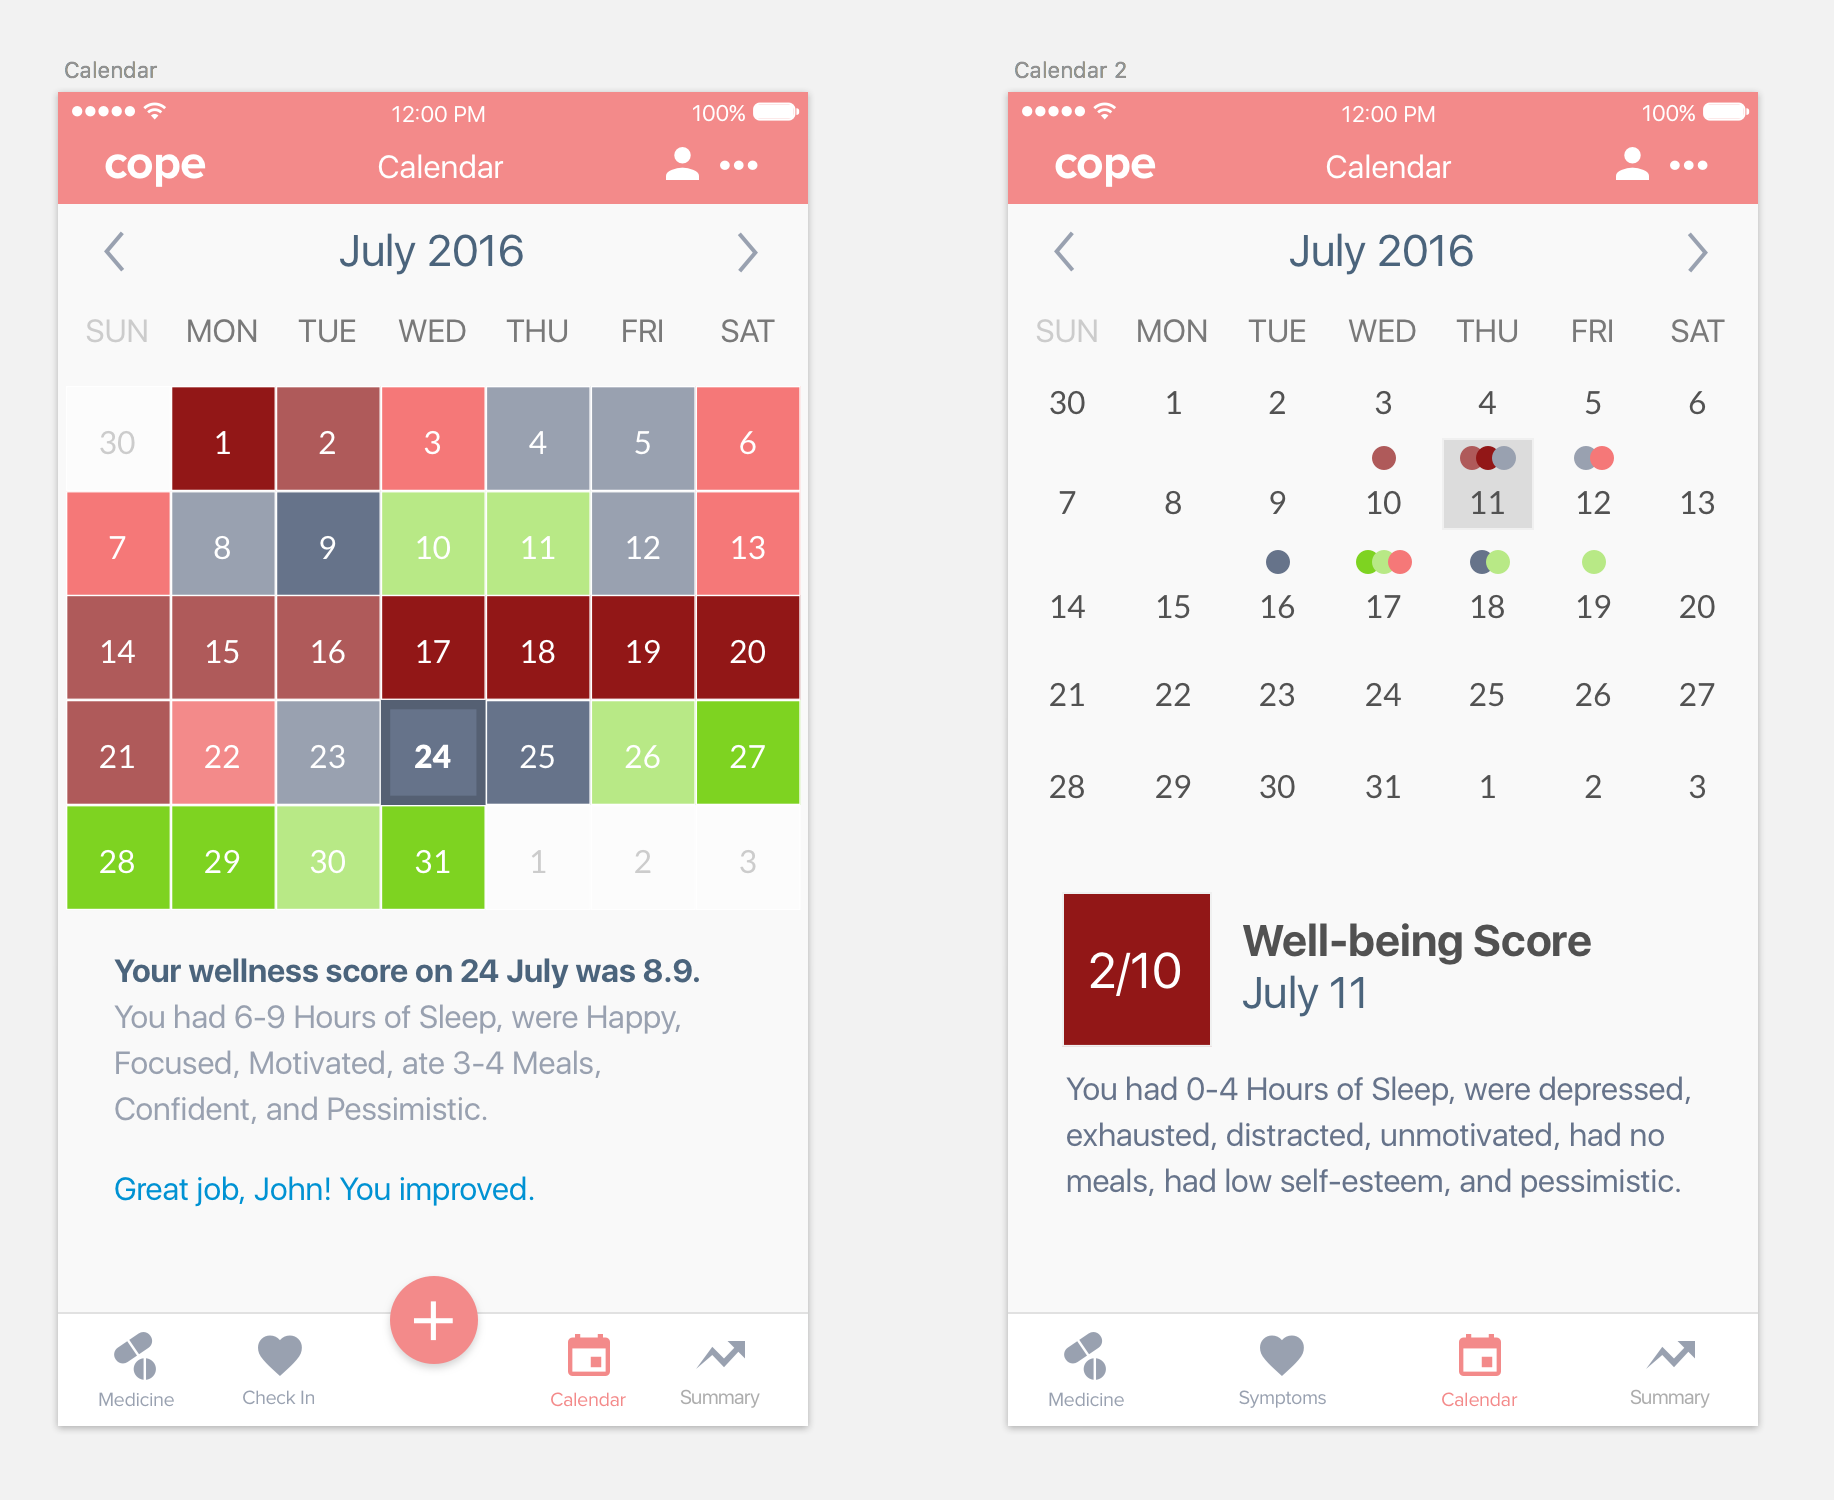 Calendar
12:00 PM 100%
cope Calendar
July 2016
SUN MON TUE WED THU FRI SAT
30 1 2 3 4 5 6
7 8 9 10 11 12 13
14 15 16 17 18 19 20
21 22 23 24 25 26 27
28 29 30 31 1 2 3
Your wellness score on 24 July was 8.9.
You had 6-9 Hours of Sleep, were Happy,
Focused, Motivated, ate 3-4 Meals,
Confident, and Pessimistic.
Great job, John! You improved.
Medicine Check In Calendar Summary
Calendar 2
12:00 PM 100%
cope Calendar
July 2016
SUN MON TUE WED THU FRI SAT
30 1 2 3 4 5 6
7 8 9 10 11 12 13
14 15 16 17 18 19 20
21 22 23 24 25 26 27
28 29 30 31 1 2 3
2/10
Well-being Score
July 11
You had 0-4 Hours of Sleep, were depressed,
exhausted, distracted, unmotivated, had no
meals, had low self-esteem, and pessimistic.
Medicine Symptoms Calendar Summary